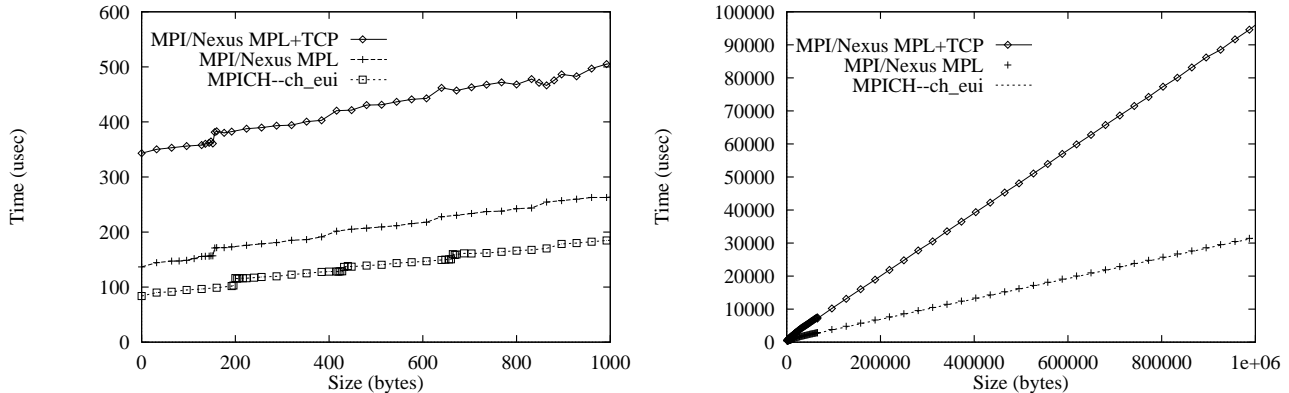 MPI/Nexus MPL+TCP
MPI/Nexus MPL
MPICH--ch_eui
Time (usec)
600
500
400
300
200
100
0
0 200 400 600 800 1000
Size (bytes)
MPI/Nexus MPL+TCP
MPI/Nexus MPL
MPICH--ch_eui
Time (usec)
100000
90000
80000
70000
60000
50000
40000
30000
20000
10000
0
0 200000 400000 600000 800000 1e+06
Size (bytes)